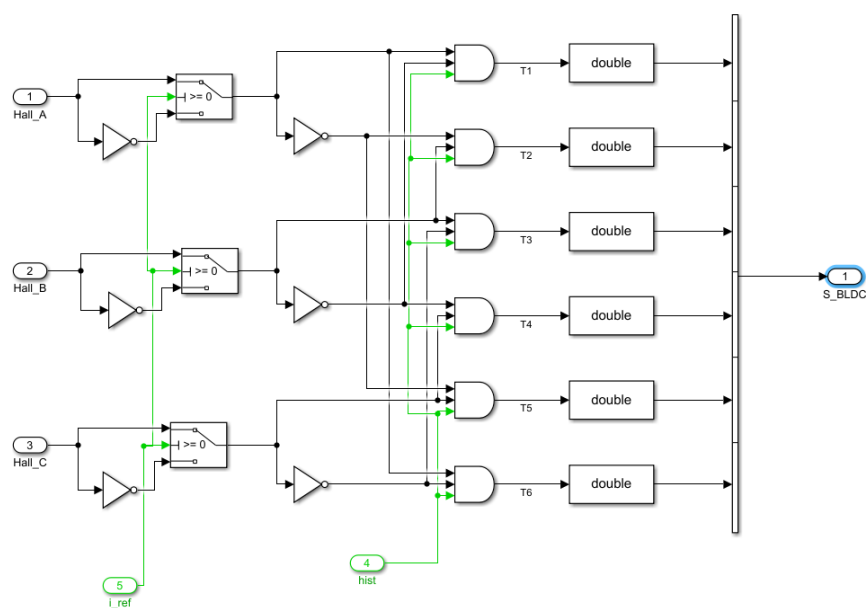 T1
double
1
>= 0
Hall_A
T2
double
T3
double
2
>= 0
1
Hall_B
S_BLDC
T4
double
T5
double
3
>= 0
Hall_C
T6
double
4
hist
5
i_ref